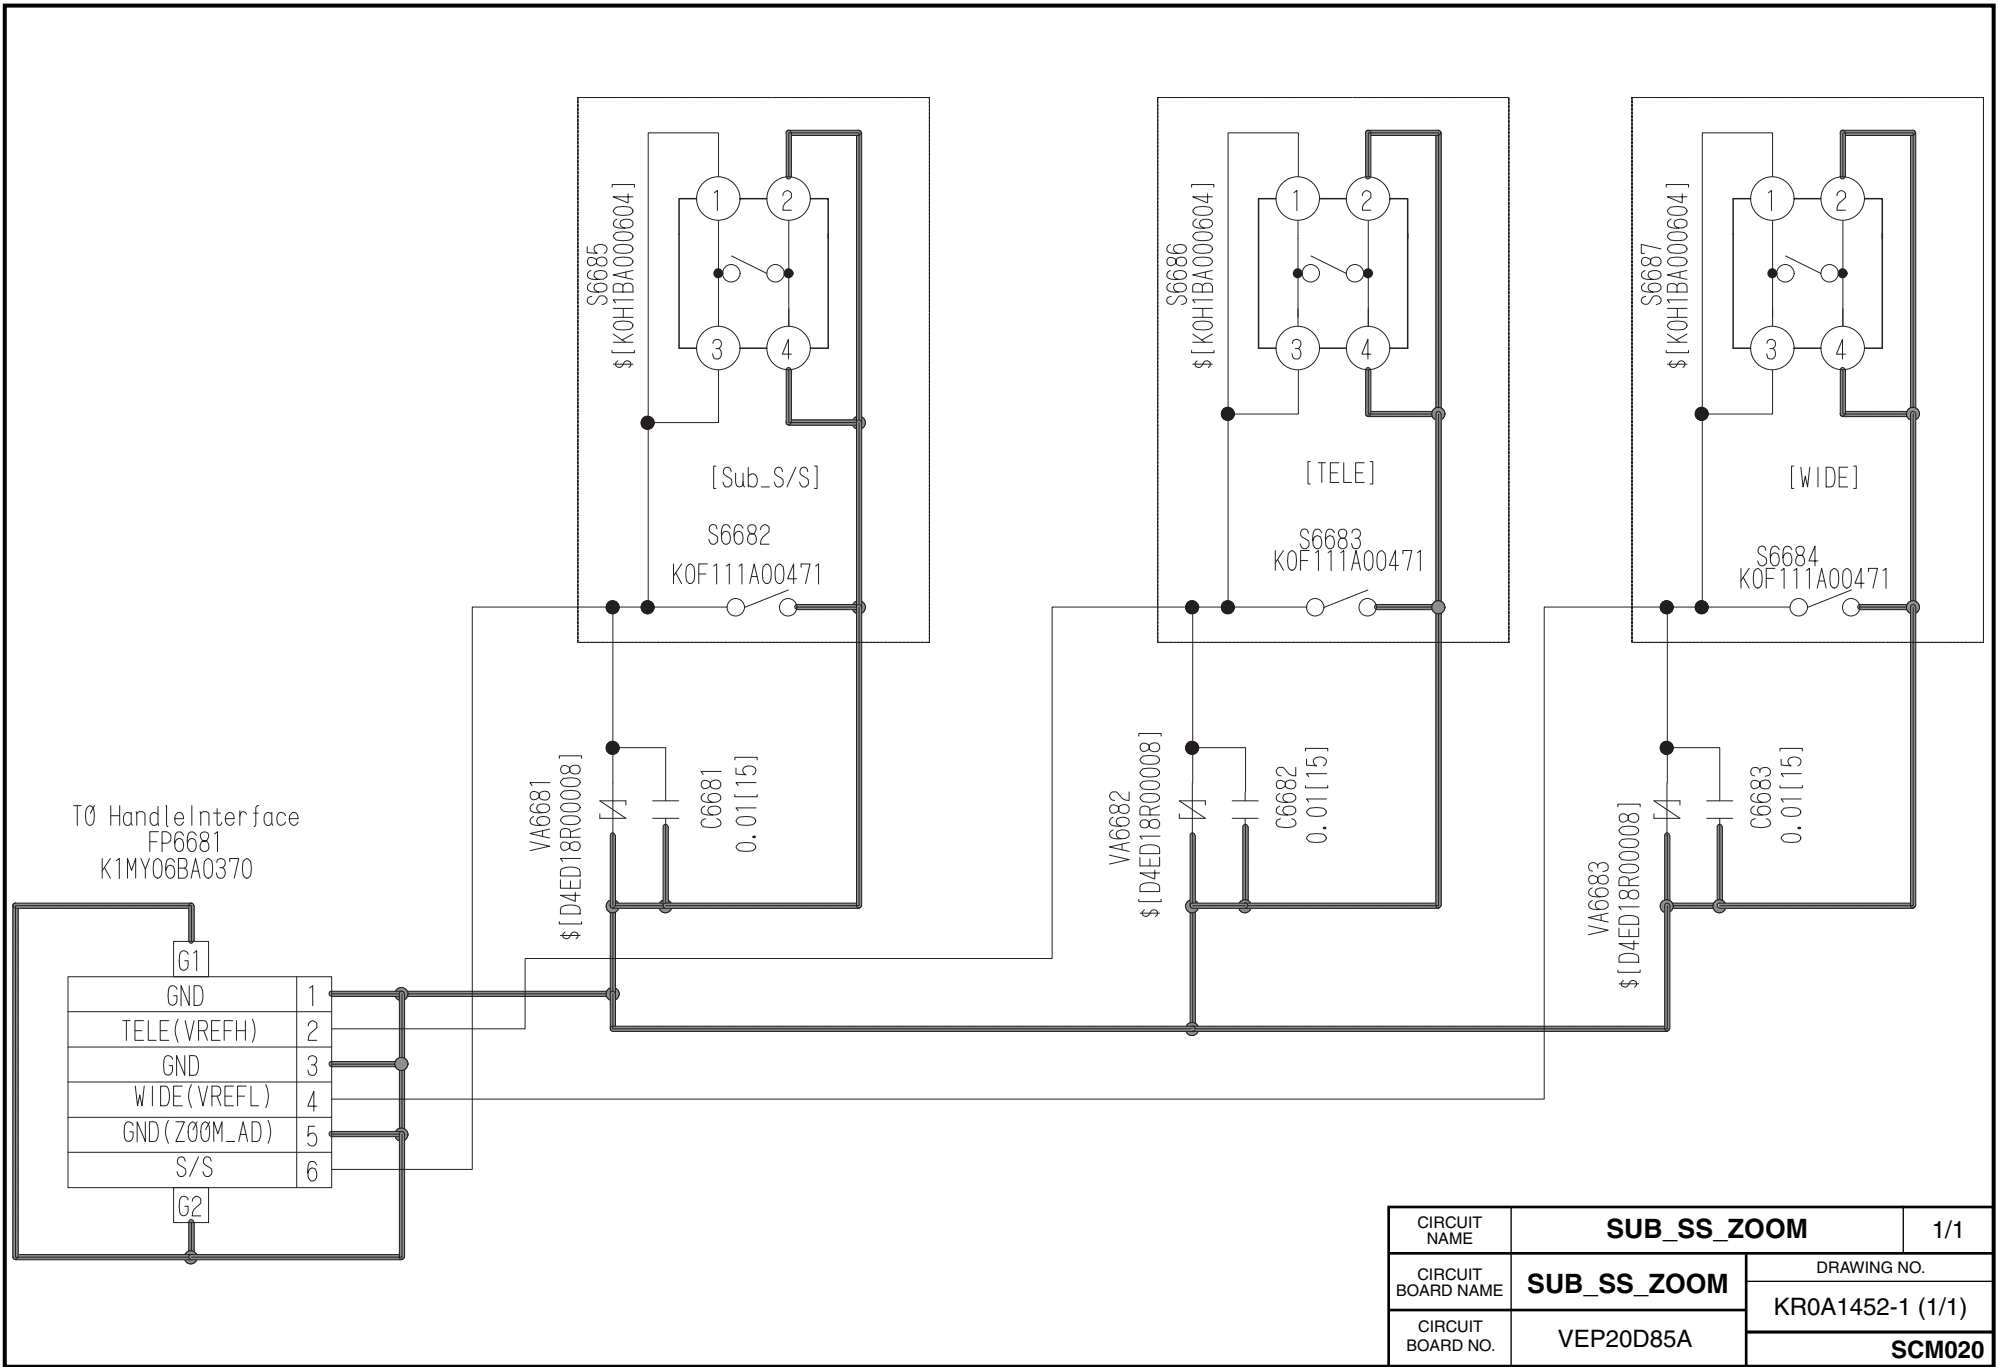 S6685
$[K0H1BA000604]
1
2
3
4
[Sub_S/S]
S6682
K0F111A00471
S6686
$[K0H1BA000604]
1
2
3
4
[TELE]
S6683
K0F111A00471
S6687
$[K0H1BA000604]
1
2
3
4
[WIDE]
S6684
K0F111A00471
VA6681
$[D4ED18R00008]
C6681
0.01[15]
VA6682
$[D4ED18R00008]
C6682
0.01[15]
VA6683
$[D4ED18R00008]
C6683
0.01[15]
TØ HandleInterface
FP6681
K1MY06BA0370
G1
GND 1
TELE(VREFH) 2
GND 3
WIDE(VREFL) 4
GND(ZØØM_AD) 5
S/S 6
G2
CIRCUIT
NAME
SUB_SS_ZOOM
1/1
CIRCUIT
BOARD NAME
SUB_SS_ZOOM
DRAWING NO.
KR0A1452-1 (1/1)
CIRCUIT
BOARD NO.
VEP20D85A
SCM020